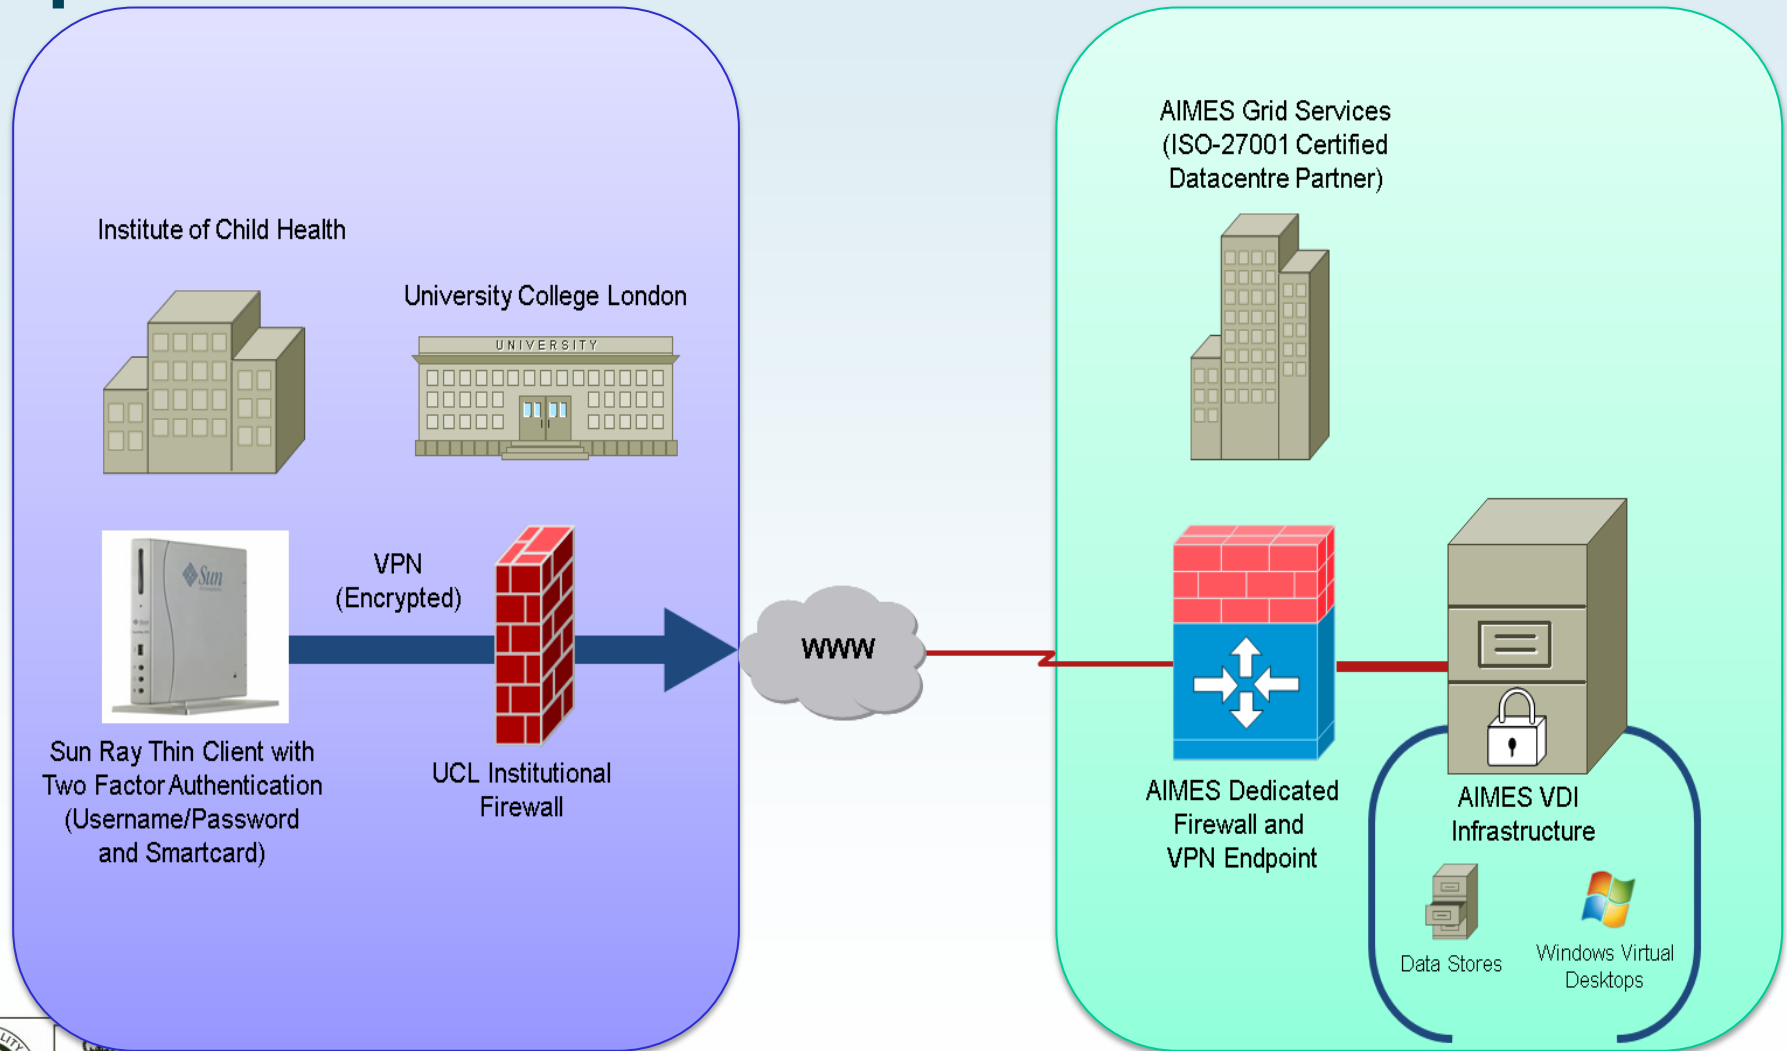 Institute of Child Health
University College London
UNIVERSITY
Sun
VPN
(Encrypted)
Sun Ray Thin Client with
Two Factor Authentication
(Username/Password
and Smartcard)
UCL Institutional
Firewall
WWW
AIMES Grid Services
(ISO-27001 Certified
Datacentre Partner)
AIMES Dedicated
Firewall and
VPN Endpoint
AIMES VDI
Infrastructure
Data Stores
Windows Virtual
Desktops